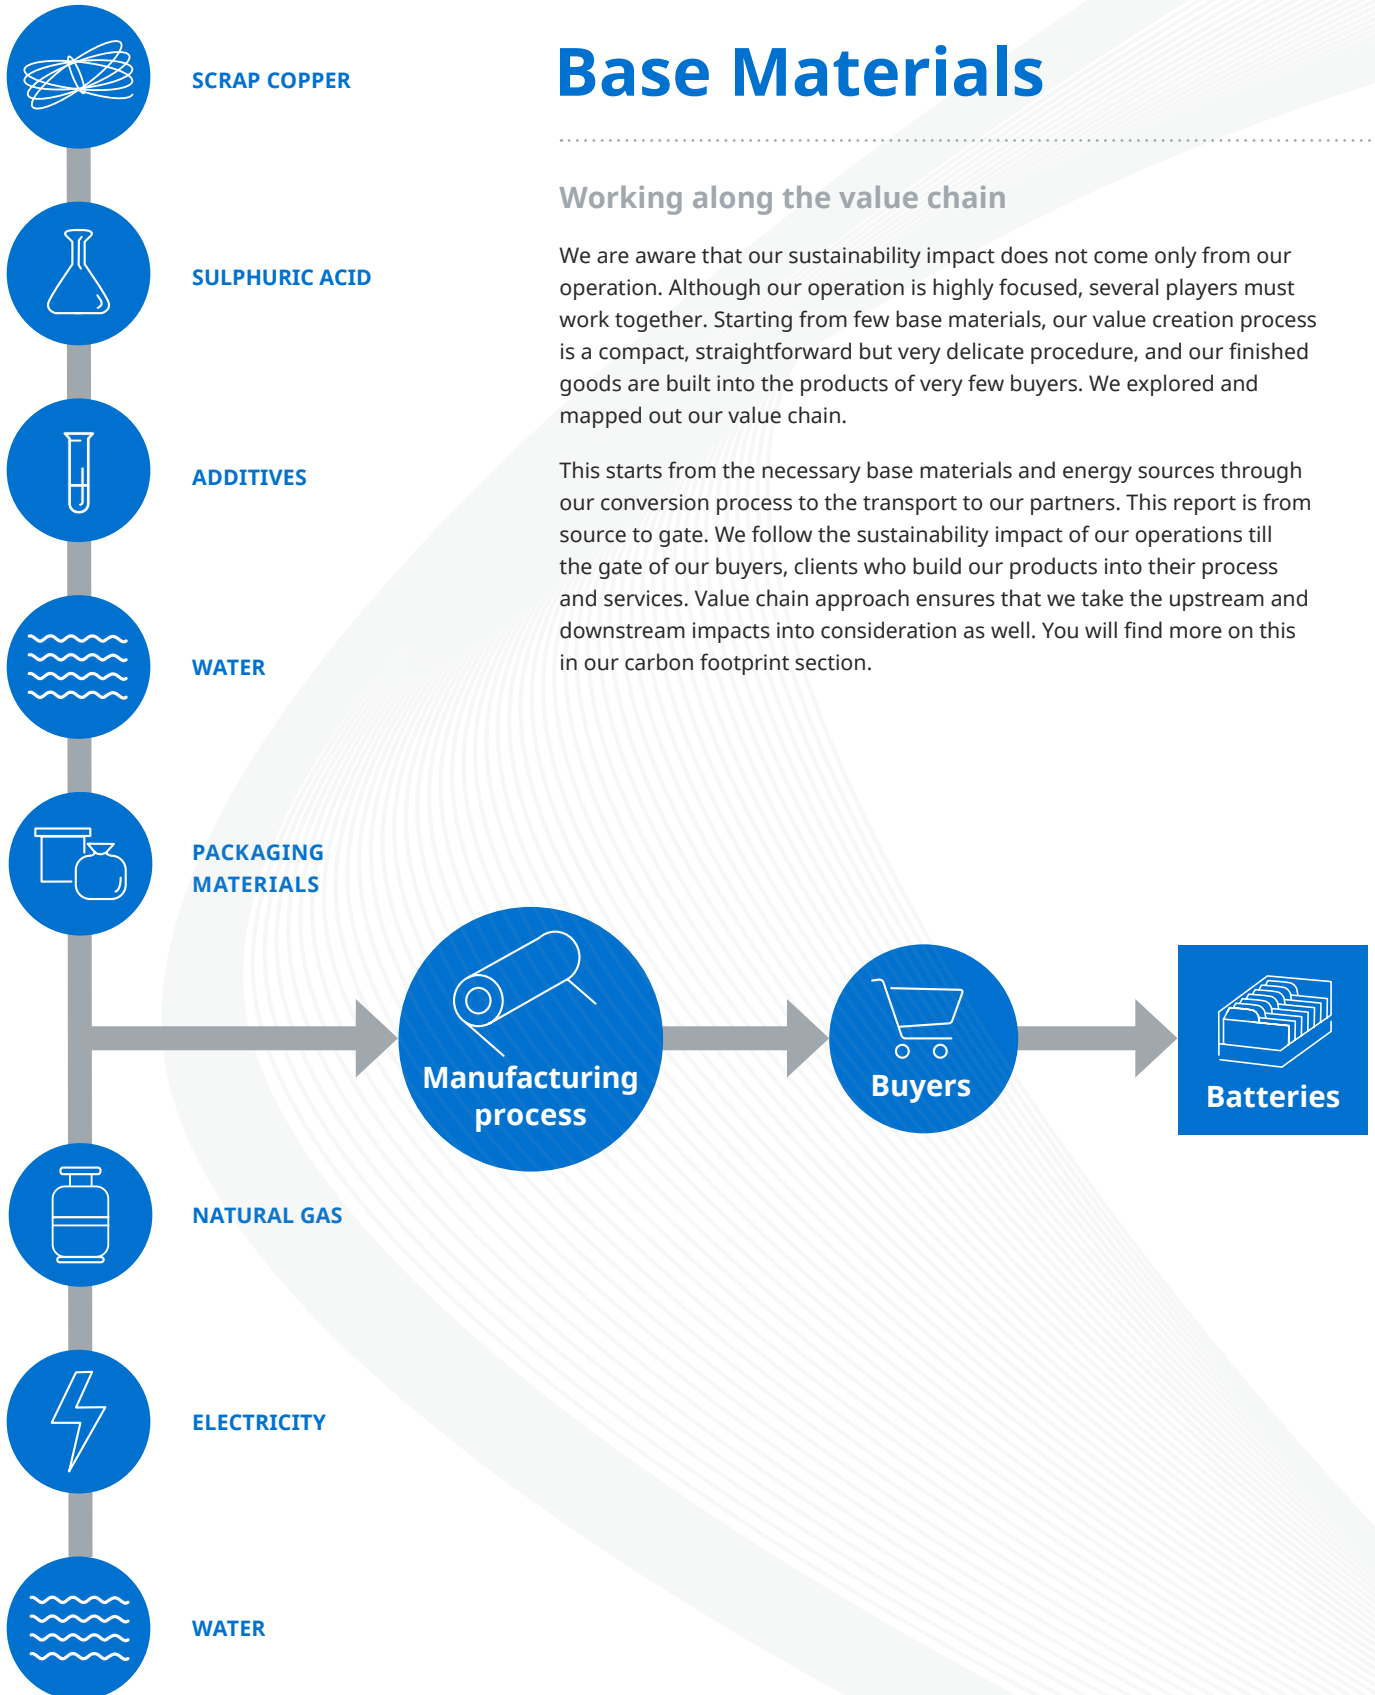 Base Materials
Working along the value chain
We are aware that our sustainability impact does not come only from our
operation. Although our operation is highly focused, several players must
work together. Starting from few base materials, our value creation process
is a compact, straightforward but very delicate procedure, and our finished
goods are built into the products of very few buyers. We explored and
mapped out our value chain.
This starts from the necessary base materials and energy sources through
our conversion process to the transport to our partners. This report is from
source to gate. We follow the sustainability impact of our operations till
the gate of our buyers, clients who build our products into their process
and services. Value chain approach ensures that we take the upstream and
downstream impacts into consideration as well. You will find more on this
in our carbon footprint section.
SCRAP COPPER
SULPHURIC ACID
ADDITIVES
WATER
PACKAGING
MATERIALS
Manufacturing
process
Buyers
Batteries
NATURAL GAS
ELECTRICITY
WATER